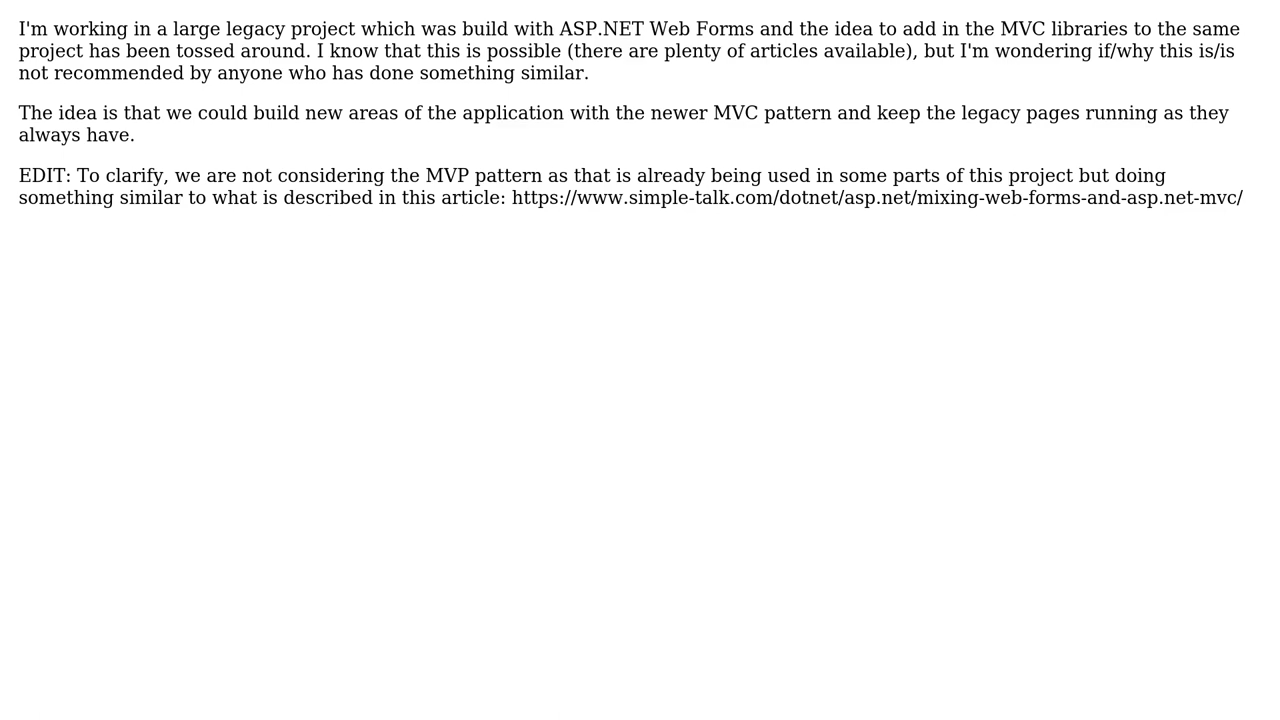 I'm working in a large legacy project which was build with ASP.NET Web Forms and the idea to add in the MVC libraries to the same
project has been tossed around. I know that this is possible (there are plenty of articles available), but I'm wondering if/why this is/is
not recommended by anyone who has done something similar.
The idea is that we could build new areas of the application with the newer MVC pattern and keep the legacy pages running as they
always have.
EDIT: To clarify, we are not considering the MVP pattern as that is already being used in some parts of this project but doing
something similar to what is described in this article: https://www.simple-talk.com/dotnet/asp.net/mixing-web-forms-and-asp.net-mvc/